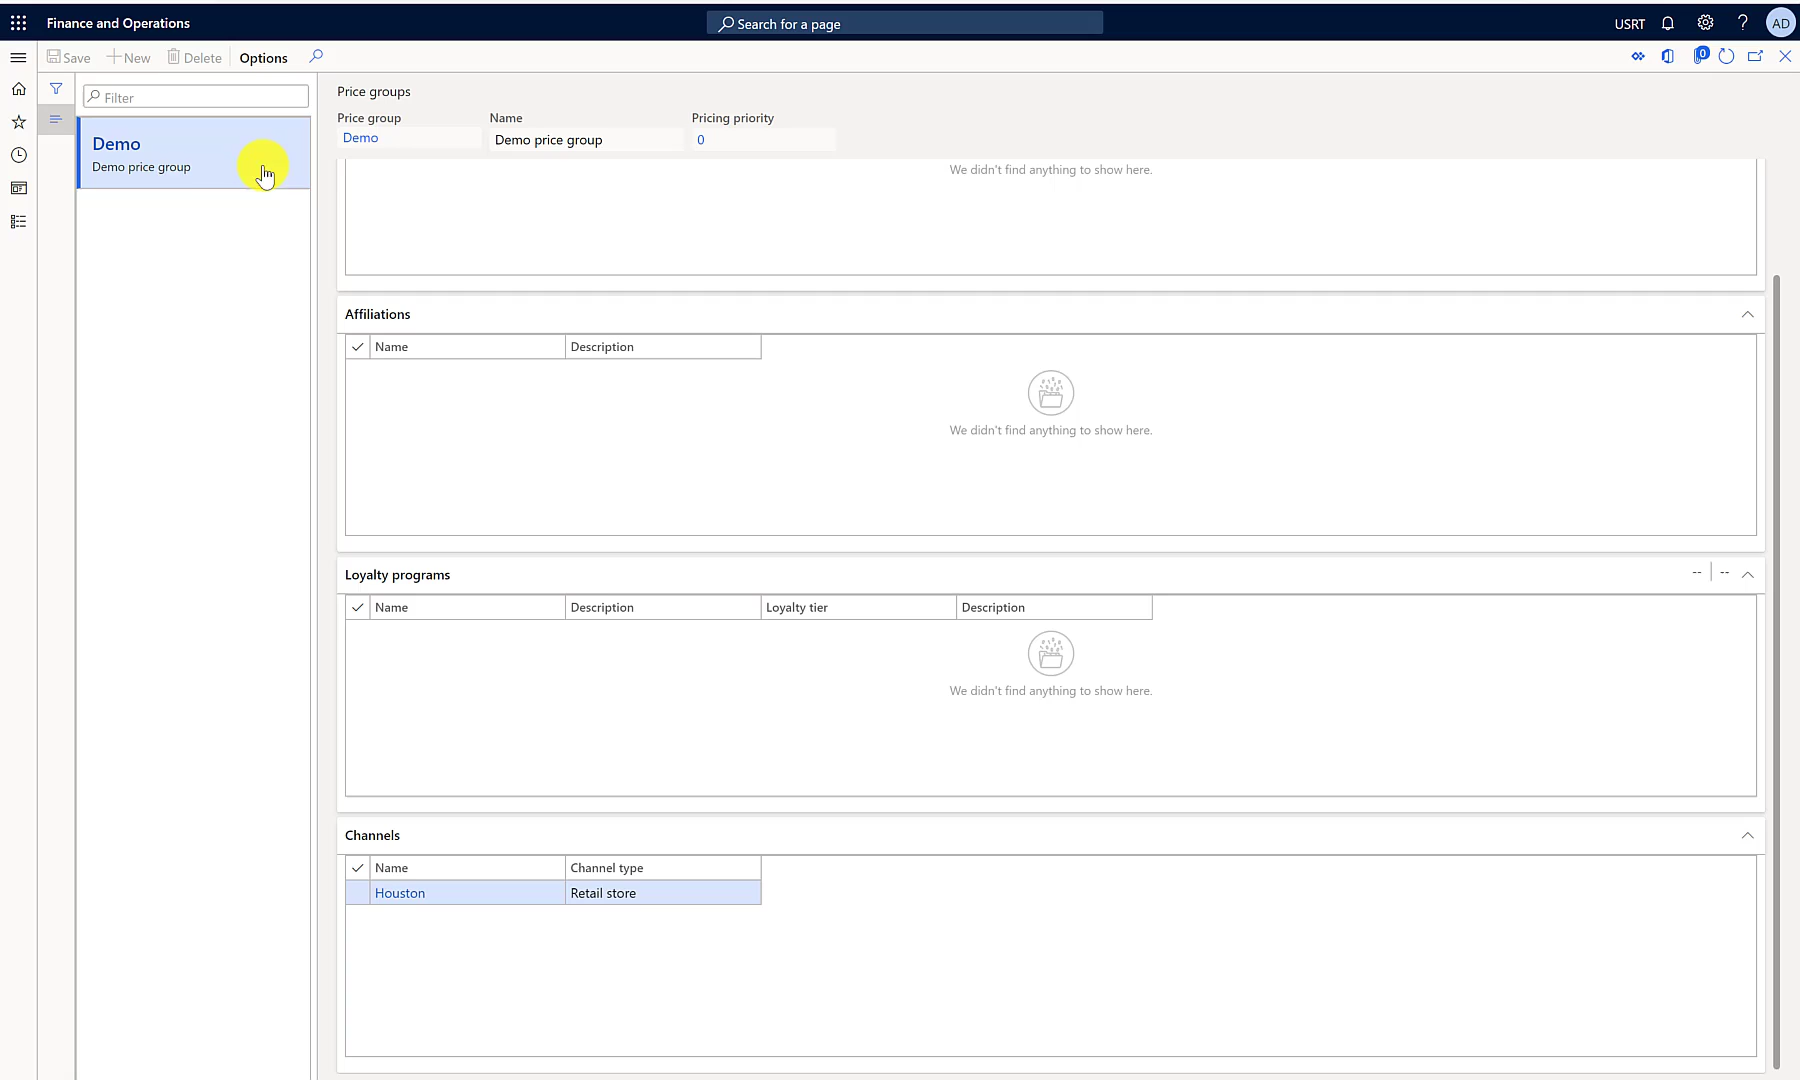 Finance and Operations
Search for a page
USRT
AD
Save
New
Delete
Options
0
Filter
Demo
Demo price group
Price groups
Price group
Name
Pricing priority
Demo
Demo price group
0
We didn't find anything to show here.
Affiliations
Name
Description
We didn't find anything to show here.
Loyalty programs
-- | --
Name
Description
Loyalty tier
Description
We didn't find anything to show here.
Channels
Name
Channel type
Houston
Retail store